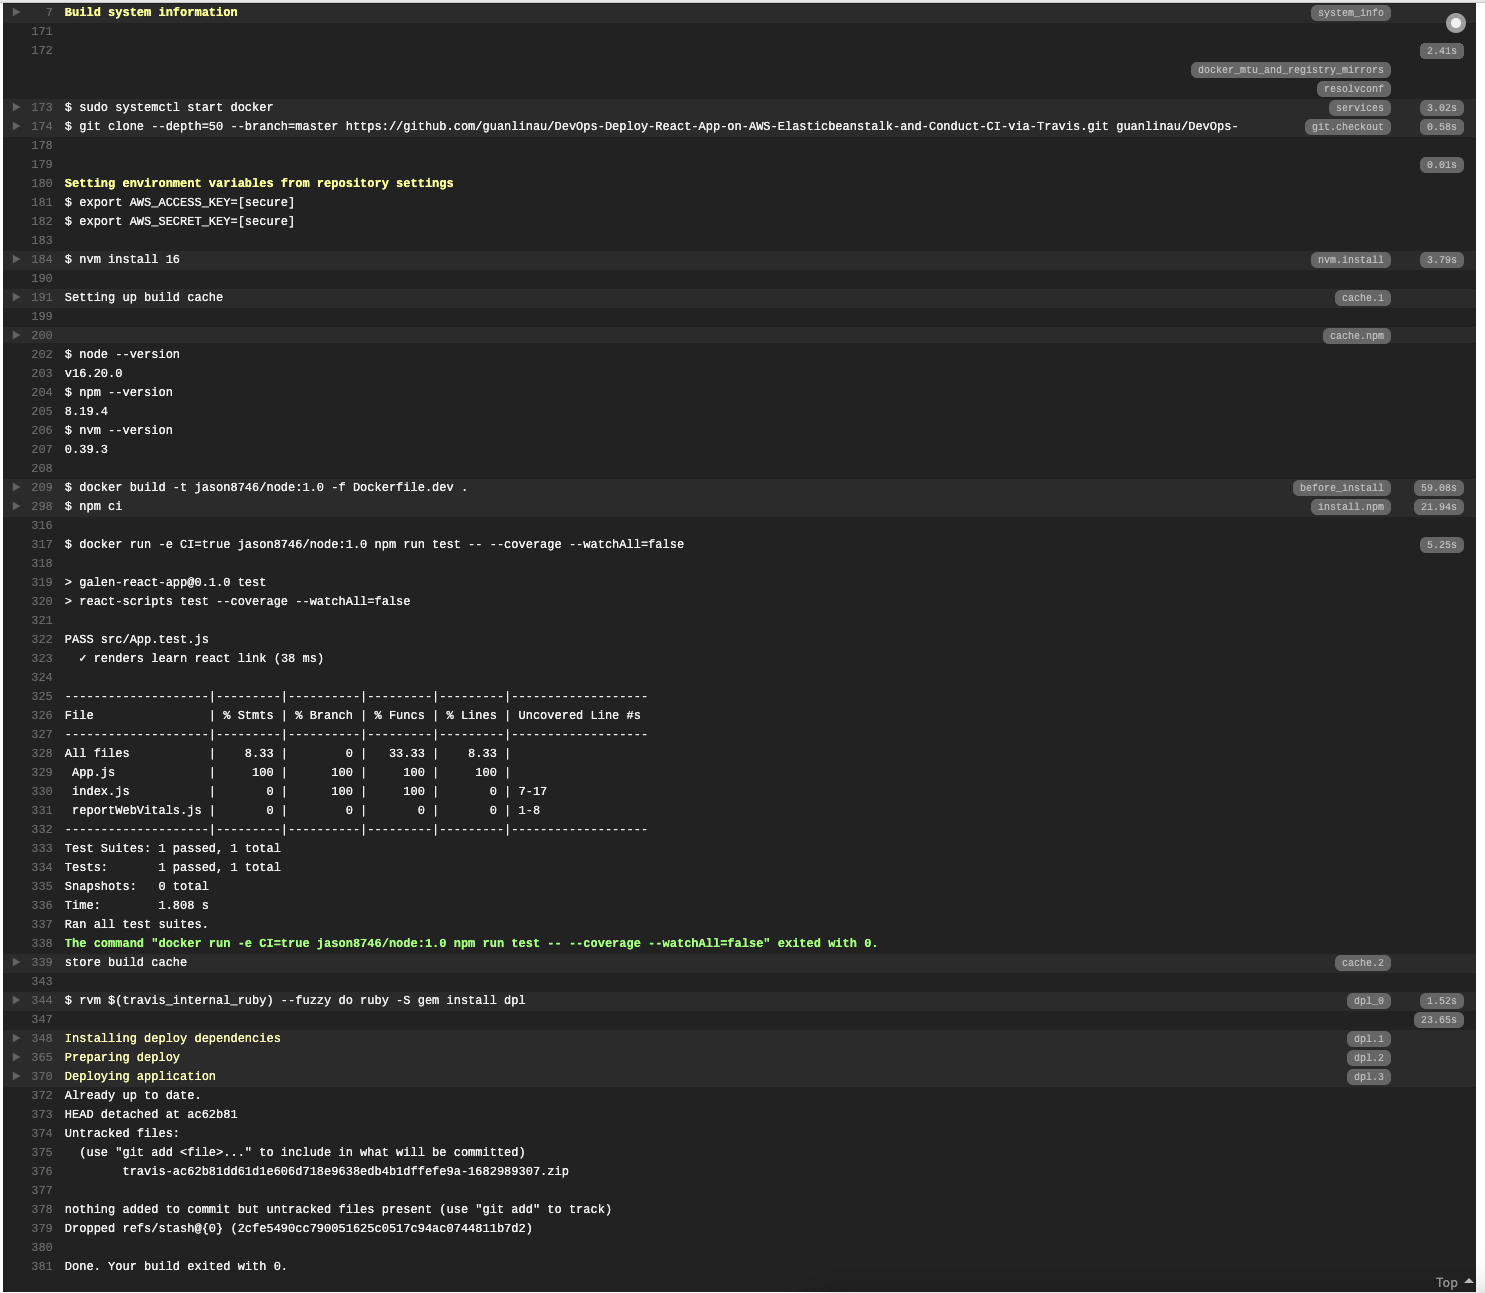 7 Build system information system_info
171
172 2.41s
docker_mtu_and_registry_mirrors
resolvconf
173 $ sudo systemctl start docker services 3.02s
174 $ git clone --depth=50 --branch=master https://github.com/guanlinau/DevOps-Deploy-React-App-on-AWS-Elasticbeanstalk-and-Conduct-CI-via-Travis.git guanlinau/DevOps- git.checkout 0.58s
178
179 0.01s
180 Setting environment variables from repository settings
181 $ export AWS_ACCESS_KEY=[secure]
182 $ export AWS_SECRET_KEY=[secure]
183
184 $ nvm install 16 nvm.install 3.79s
190
191 Setting up build cache cache.1
199
200 cache.npm
202 $ node --version
203 v16.20.0
204 $ npm --version
205 8.19.4
206 $ nvm --version
207 0.39.3
208
209 $ docker build -t jason8746/node:1.0 -f Dockerfile.dev . before_install 59.08s
298 $ npm ci install.npm 21.94s
316
317 $ docker run -e CI=true jason8746/node:1.0 npm run test -- --coverage --watchAll=false 5.25s
318
319 > galen-react-app@0.1.0 test
320 > react-scripts test --coverage --watchAll=false
321
322 PASS src/App.test.js
323 ✓ renders learn react link (38 ms)
324
325 --------------------|---------|----------|---------|---------|-------------------
326 File | % Stmts | % Branch | % Funcs | % Lines | Uncovered Line #s
327 --------------------|---------|----------|---------|---------|-------------------
328 All files | 8.33 | 0 | 33.33 | 8.33 |
329 App.js | 100 | 100 | 100 | 100 |
330 index.js | 0 | 100 | 100 | 0 | 7-17
331 reportWebVitals.js | 0 | 0 | 0 | 0 | 1-8
332 --------------------|---------|----------|---------|---------|-------------------
333 Test Suites: 1 passed, 1 total
334 Tests: 1 passed, 1 total
335 Snapshots: 0 total
336 Time: 1.808 s
337 Ran all test suites.
338 The command "docker run -e CI=true jason8746/node:1.0 npm run test -- --coverage --watchAll=false" exited with 0.
339 store build cache cache.2
343
344 $ rvm $(travis_internal_ruby) --fuzzy do ruby -S gem install dpl dpl_0 1.52s
347 23.65s
348 Installing deploy dependencies dpl.1
365 Preparing deploy dpl.2
370 Deploying application dpl.3
372 Already up to date.
373 HEAD detached at ac62b81
374 Untracked files:
375 (use "git add <file>..." to include in what will be committed)
376 travis-ac62b81dd61d1e606d718e9638edb4b1dffefe9a-1682989307.zip
377
378 nothing added to commit but untracked files present (use "git add" to track)
379 Dropped refs/stash@{0} (2cfe5490cc790051625c0517c94ac0744811b7d2)
380
381 Done. Your build exited with 0.
Top